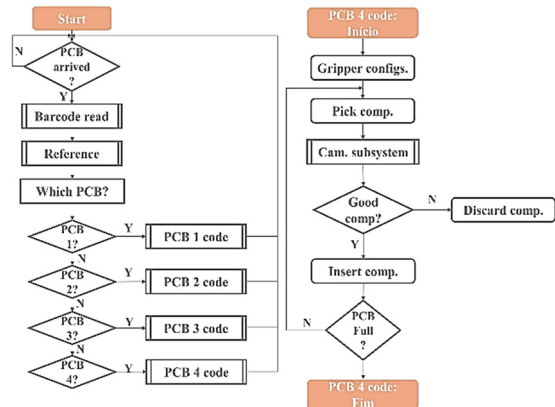 Start
N
PCB
arrived
?
Y
Barcode read
Reference
Which PCB?
PCB
1?
Y
PCB 1 code
N
PCB
2?
Y
PCB 2 code
N
PCB
3?
Y
PCB 3 code
N
PCB
4?
Y
PCB 4 code
PCB 4 code:
Início
Gripper configs.
Pick comp.
Cam. subsystem
Good
comp?
N
Discard comp.
Y
Insert comp.
PCB
Full
?
N
PCB 4 code:
Fim